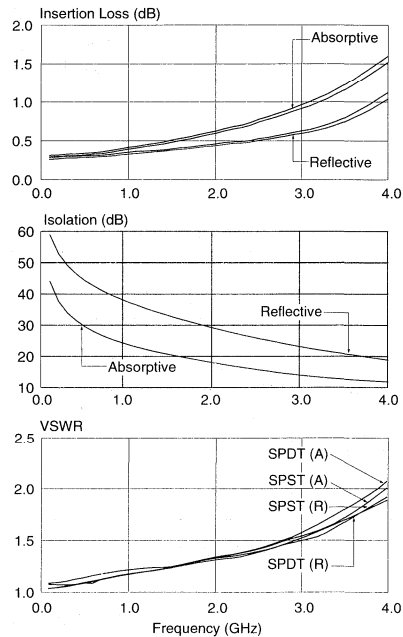 Insertion Loss (dB)
2.0
1.5
1.0
0.5
0.0
Absorptive
Reflective
0.0 1.0 2.0 3.0 4.0
Isolation (dB)
60
50
40
30
20
10
Reflective
Absorptive
0.0 1.0 2.0 3.0 4.0
VSWR
2.5
2.0
1.5
1.0
SPDT (A)
SPST (A)
SPST (R)
SPDT (R)
0.0 1.0 2.0 3.0 4.0
Frequency (GHz)